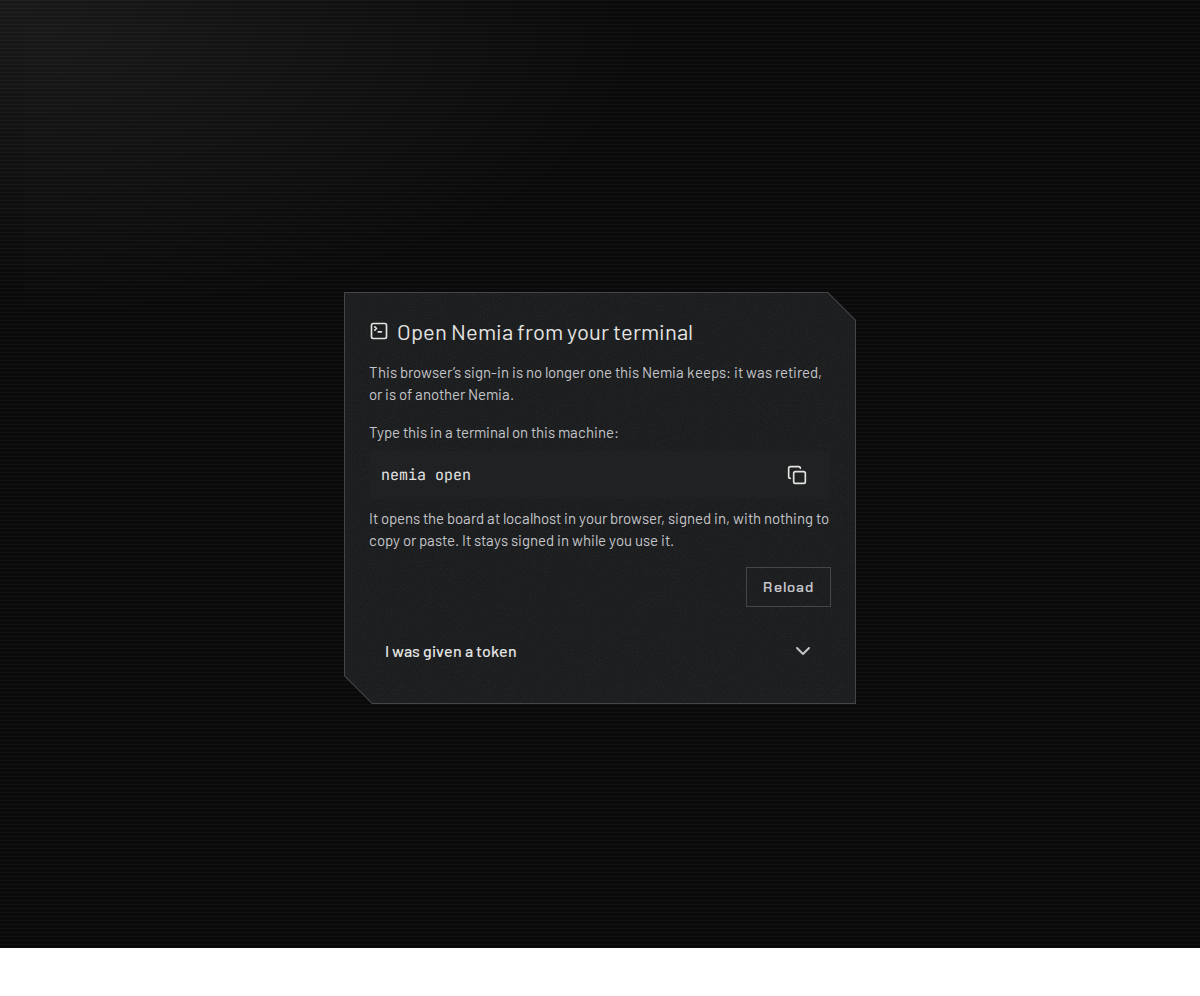 Open Nemia from your terminal
This browser’s sign-in is no longer one this Nemia keeps: it was retired,
or is of another Nemia.
Type this in a terminal on this machine:
nemia open
It opens the board at localhost in your browser, signed in, with nothing to
copy or paste. It stays signed in while you use it.
Reload
I was given a token